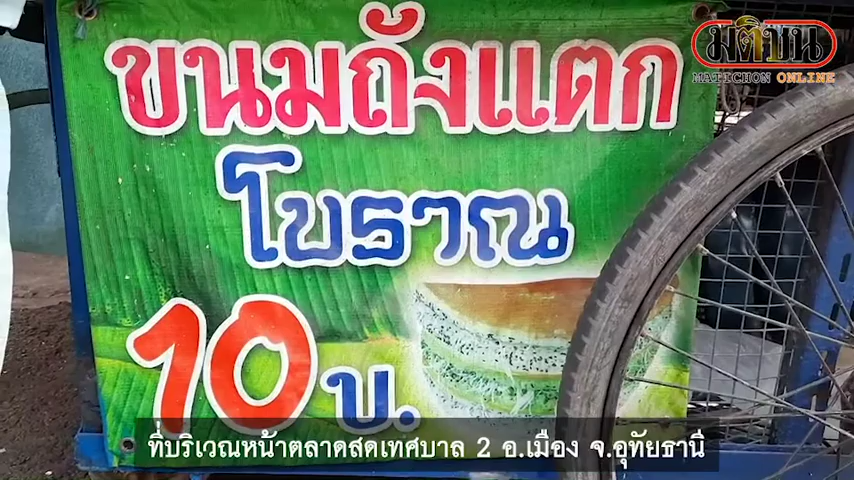 มติชน
MATICHON ONLINE
ขนมถังแตก
โบราณ
10 บ.
ที่บริเวณหน้าตลาดสดเทศบาล 2 อ.เมือง จ.อุทัยธานี